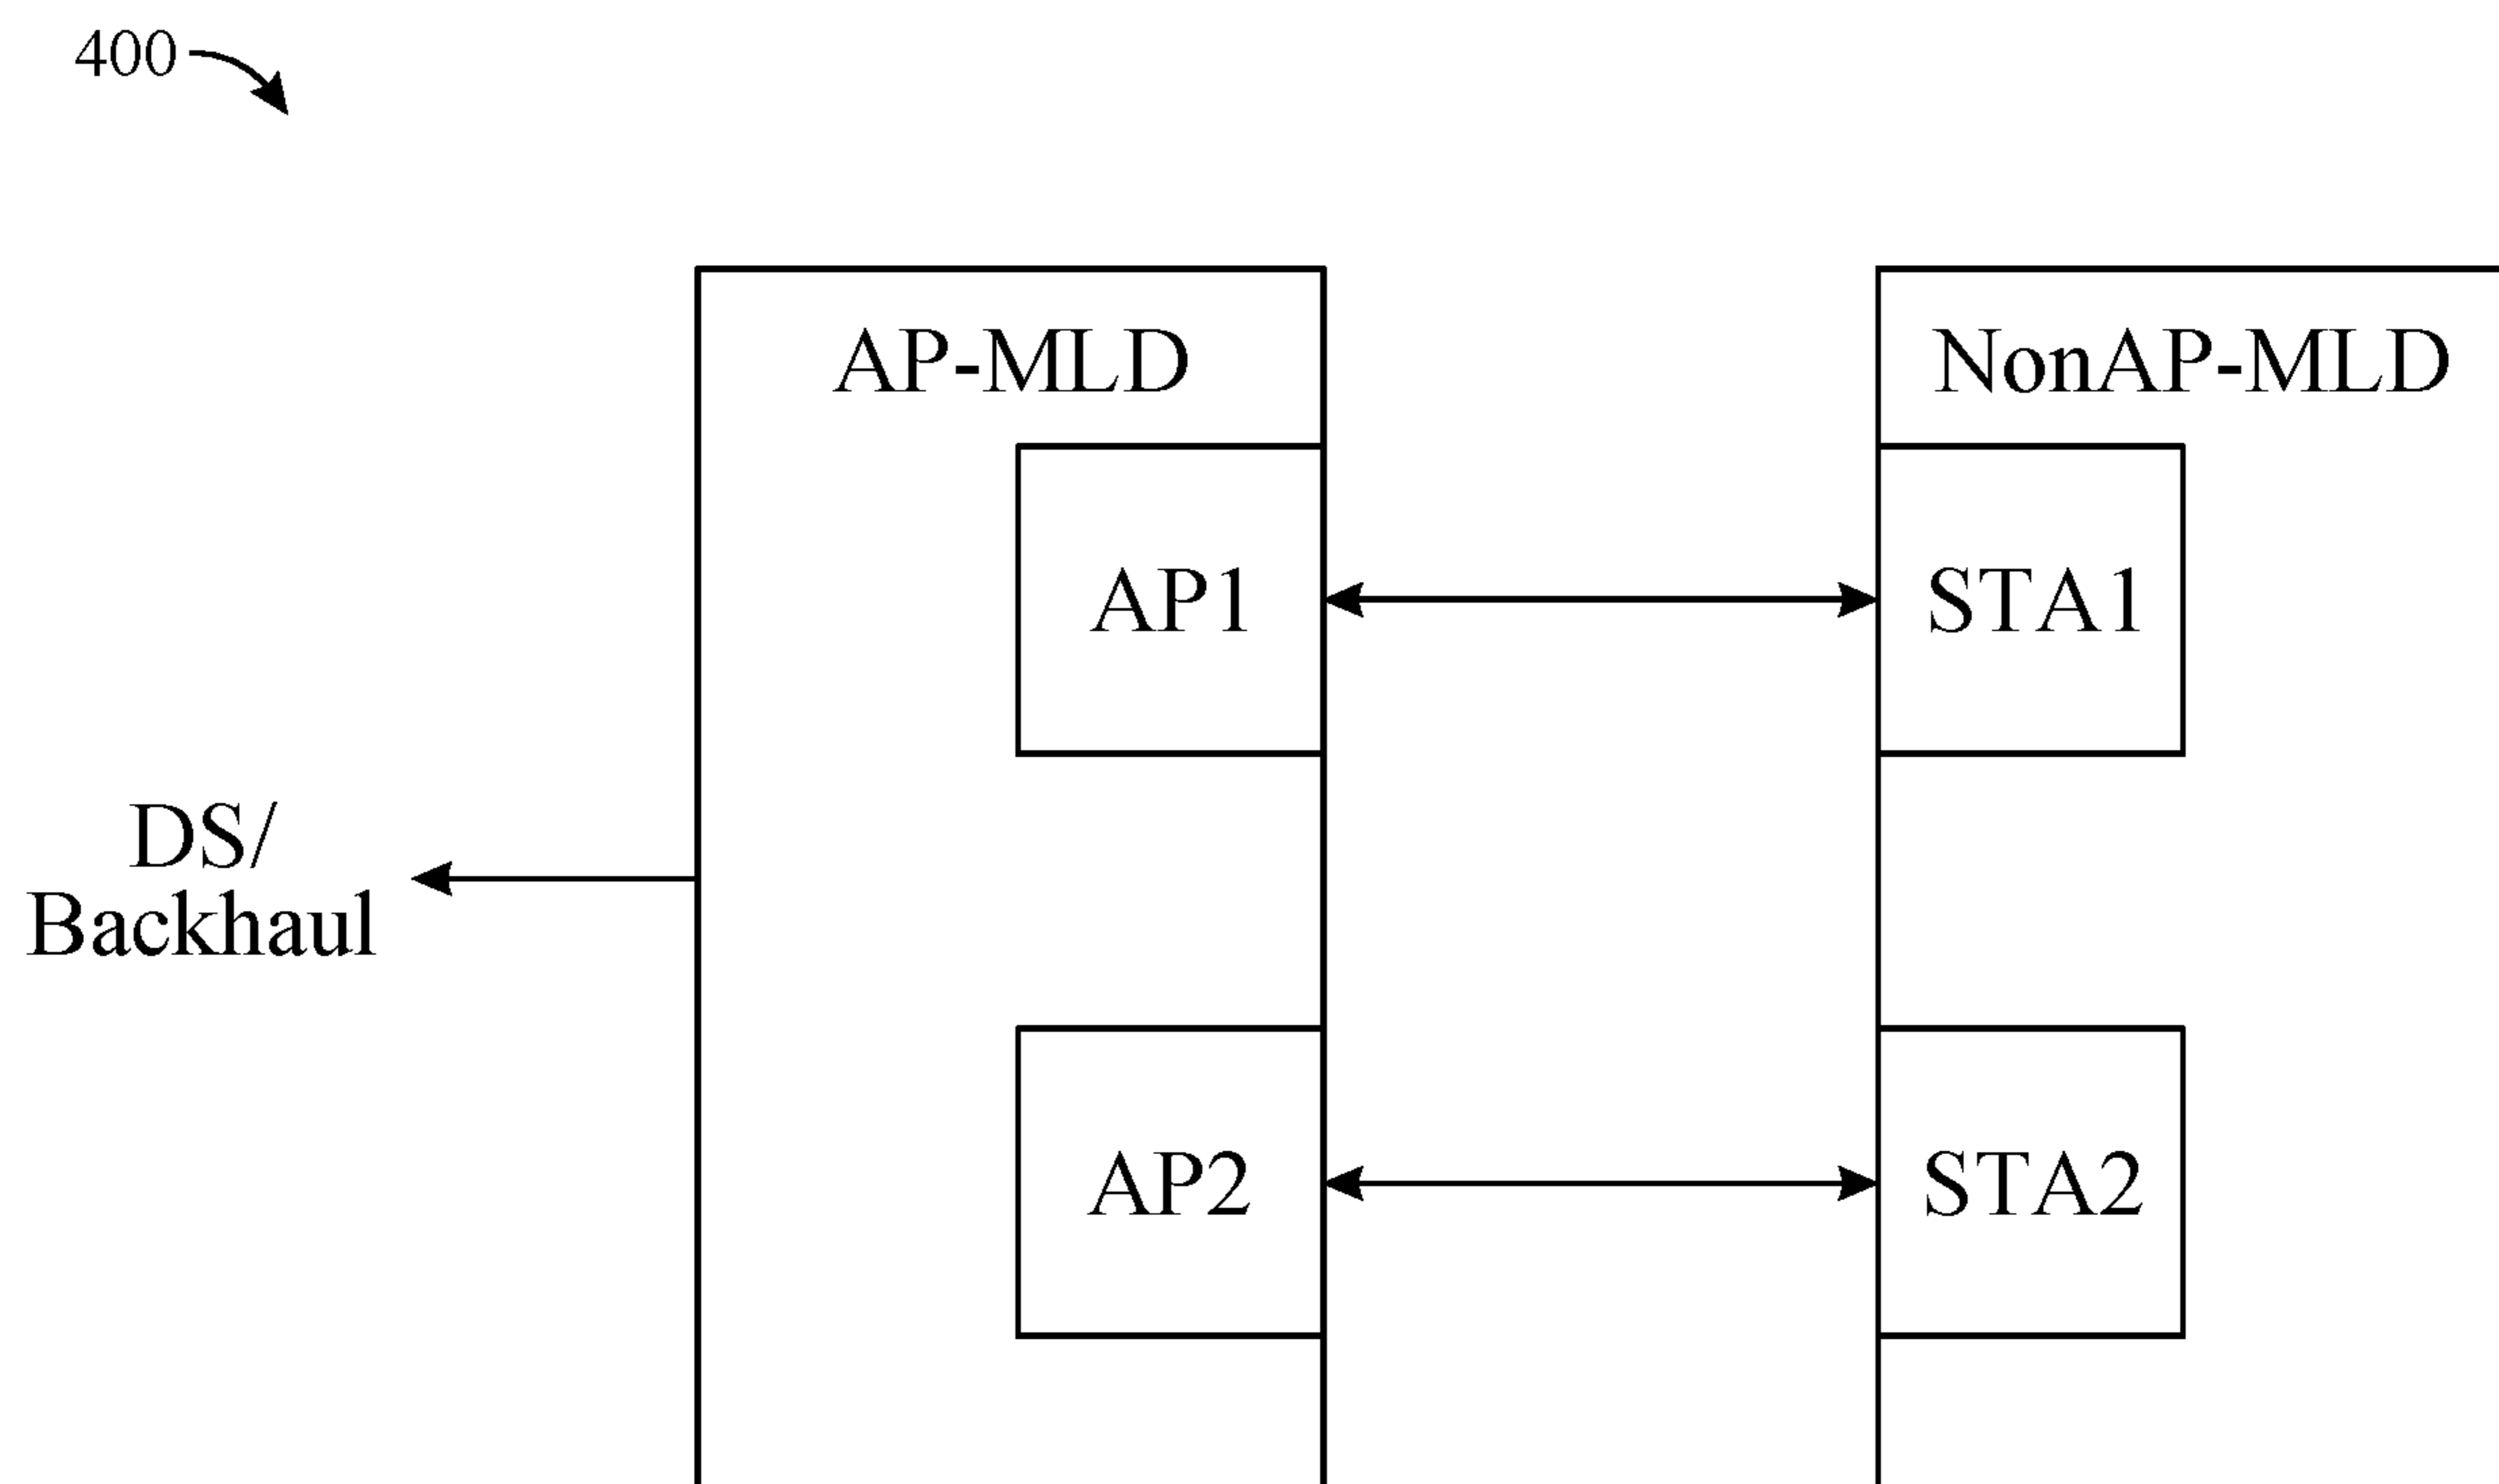 400
AP-MLD
NonAP-MLD
AP1
STA1
DS/
Backhaul
AP2
STA2